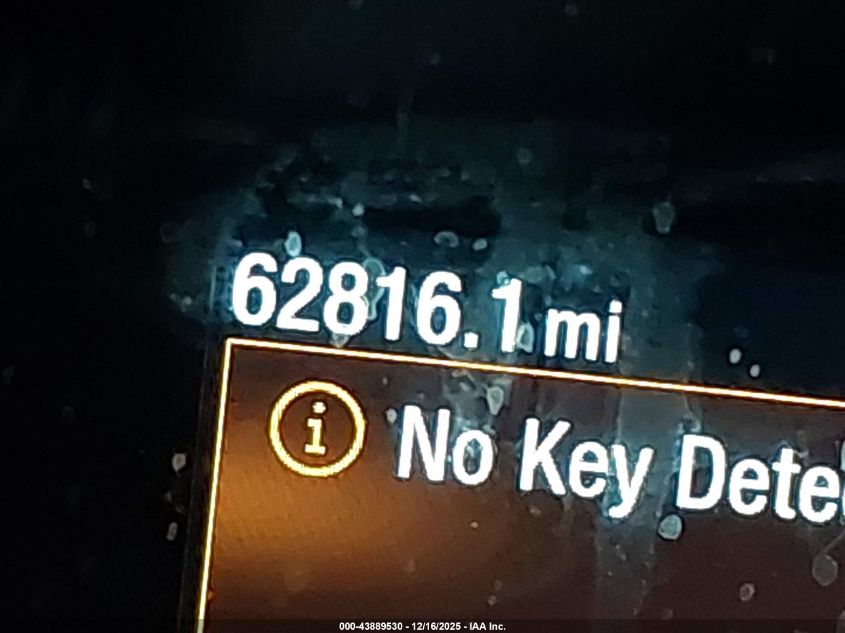 62816.1 mi
i
No Key Dete
000-43889530 - 12/16/2025 - IAA Inc.